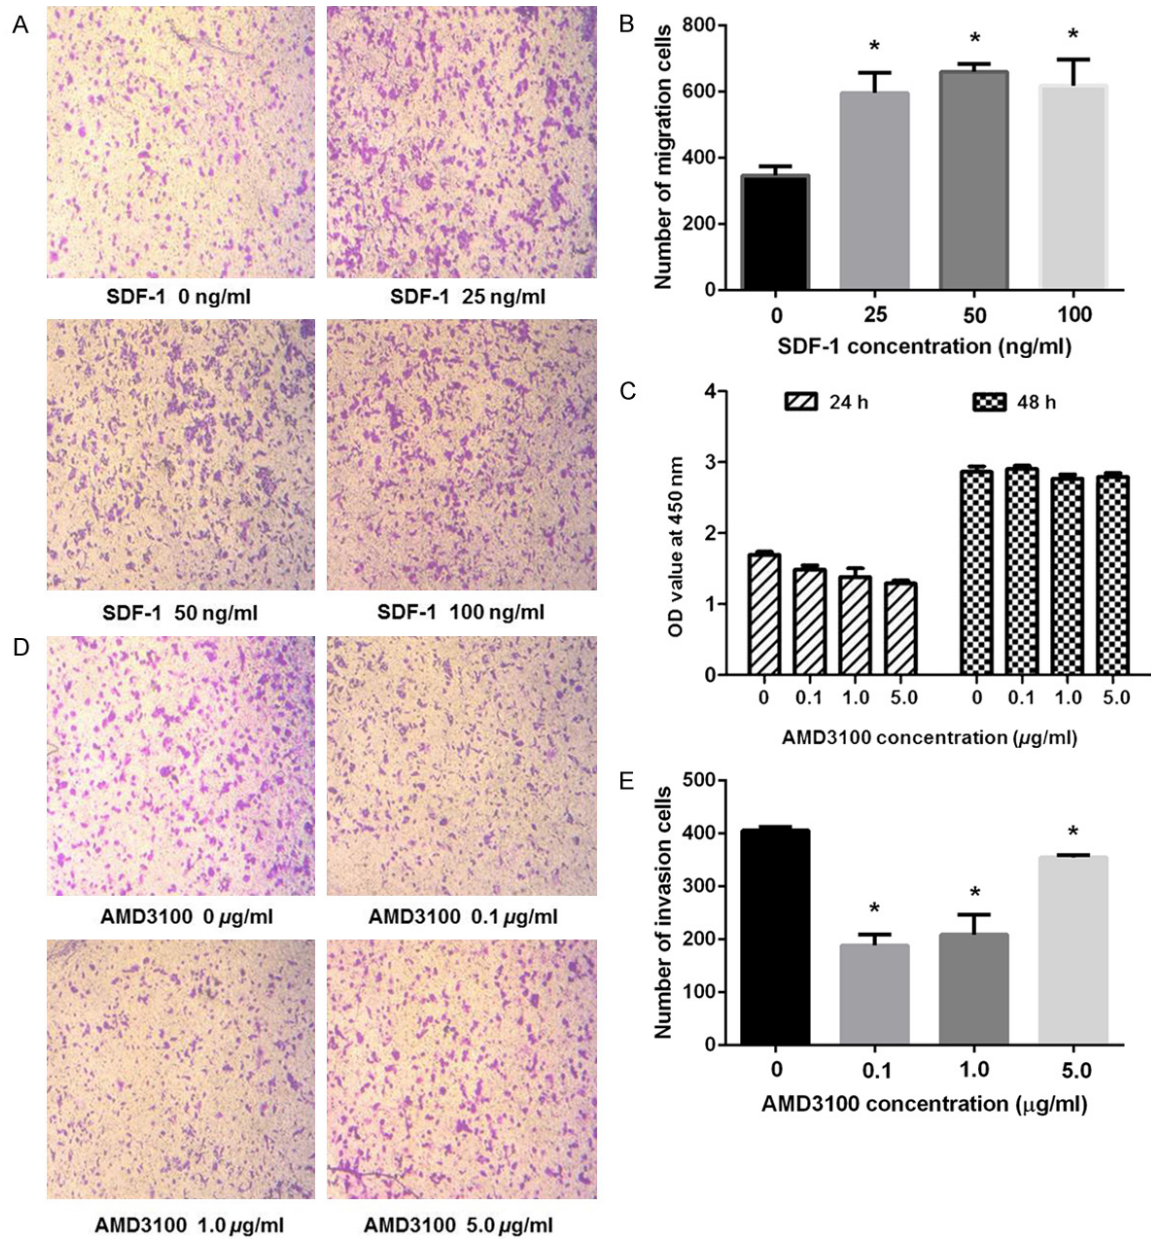 A
SDF-1 0 ng/ml
SDF-1 25 ng/ml
SDF-1 50 ng/ml
SDF-1 100 ng/ml
B
Number of migration cells
800
600
400
200
0
*
*
*
0 25 50 100
SDF-1 concentration (ng/ml)
C
OD value at 450 nm
4
3
2
1
0
24 h
48 h
0 0.1 1.0 5.0 0 0.1 1.0 5.0
AMD3100 concentration (µg/ml)
D
AMD3100 0 µg/ml
AMD3100 0.1 µg/ml
AMD3100 1.0 µg/ml
AMD3100 5.0 µg/ml
E
Number of invasion cells
500
400
300
200
100
0
*
*
*
0 0.1 1.0 5.0
AMD3100 concentration (µg/ml)